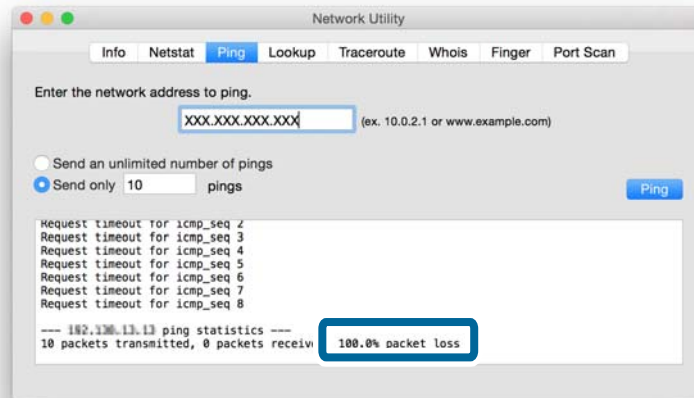 Network Utility
Info Netstat Ping Lookup Traceroute Whois Finger Port Scan
Enter the network address to ping.
XXX.XXX.XXX.XXX (ex. 10.0.2.1 or www.example.com)
Send an unlimited number of pings
Send only 10 pings
Ping
Request timeout for icmp_seq 2
Request timeout for icmp_seq 3
Request timeout for icmp_seq 4
Request timeout for icmp_seq 5
Request timeout for icmp_seq 6
Request timeout for icmp_seq 7
Request timeout for icmp_seq 8
--- ping statistics ---
10 packets transmitted, 0 packets receiv 100.0% packet loss